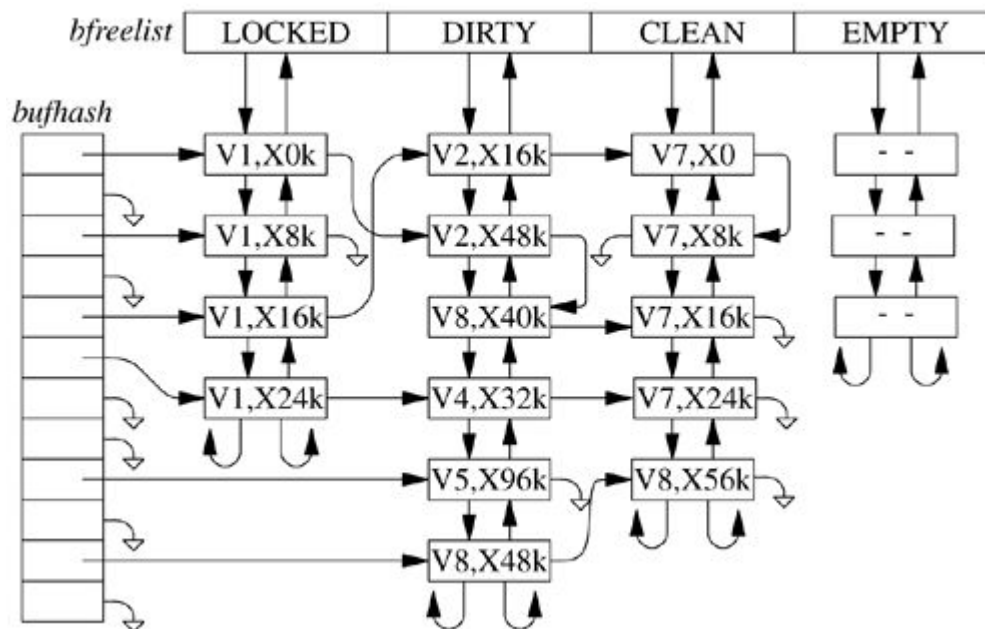 bfreelist LOCKED DIRTY CLEAN EMPTY
bufhash
V1,X0k V2,X16k V7,X0 - -
V1,X8k V2,X48k V7,X8k - -
V1,X16k V8,X40k V7,X16k - -
V1,X24k V4,X32k V7,X24k
V5,X96k V8,X56k
V8,X48k